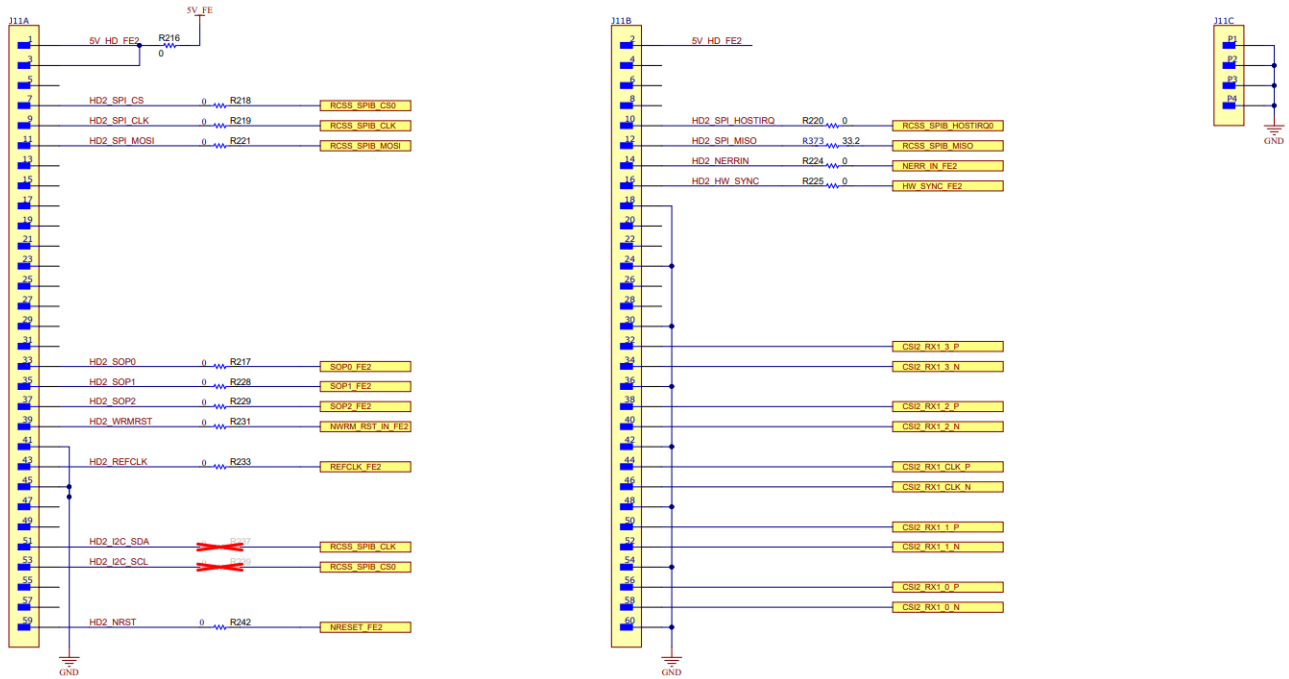 5V_FE
J11A
1
5V_HD_FE2
R216
0
3
5
7
HD2_SPI_CS
0
R218
RCSS_SPIB_CS0
9
HD2_SPI_CLK
0
R219
RCSS_SPIB_CLK
11
HD2_SPI_MOSI
0
R221
RCSS_SPIB_MOSI
13
15
17
19
21
23
25
27
29
31
33
HD2_SOP0
0
R217
SOP0_FE2
35
HD2_SOP1
0
R228
SOP1_FE2
37
HD2_SOP2
0
R229
SOP2_FE2
39
HD2_WRMRST
0
R231
NWRM_RST_IN_FE2
41
43
HD2_REFCLK
0
R233
REFCLK_FE2
45
47
49
51
HD2_I2C_SDA
RCSS_SPIB_CLK
53
HD2_I2C_SCL
RCSS_SPIB_CS0
55
57
59
HD2_NRST
0
R242
NRESET_FE2
GND
J11B
2
5V_HD_FE2
4
6
8
10
HD2_SPI_HOSTIRQ
R220
0
RCSS_SPIB_HOSTIRQ0
12
HD2_SPI_MISO
R373
33.2
RCSS_SPIB_MISO
14
HD2_NERRIN
R224
0
NERR_IN_FE2
16
HD2_HW_SYNC
R225
0
HW_SYNC_FE2
18
20
22
24
26
28
30
32
CSI2_RX1_3_P
34
CSI2_RX1_3_N
36
38
CSI2_RX1_2_P
40
CSI2_RX1_2_N
42
44
CSI2_RX1_CLK_P
46
CSI2_RX1_CLK_N
48
50
CSI2_RX1_1_P
52
CSI2_RX1_1_N
54
56
CSI2_RX1_0_P
58
CSI2_RX1_0_N
60
GND
J11C
P1
P2
P3
P4
GND